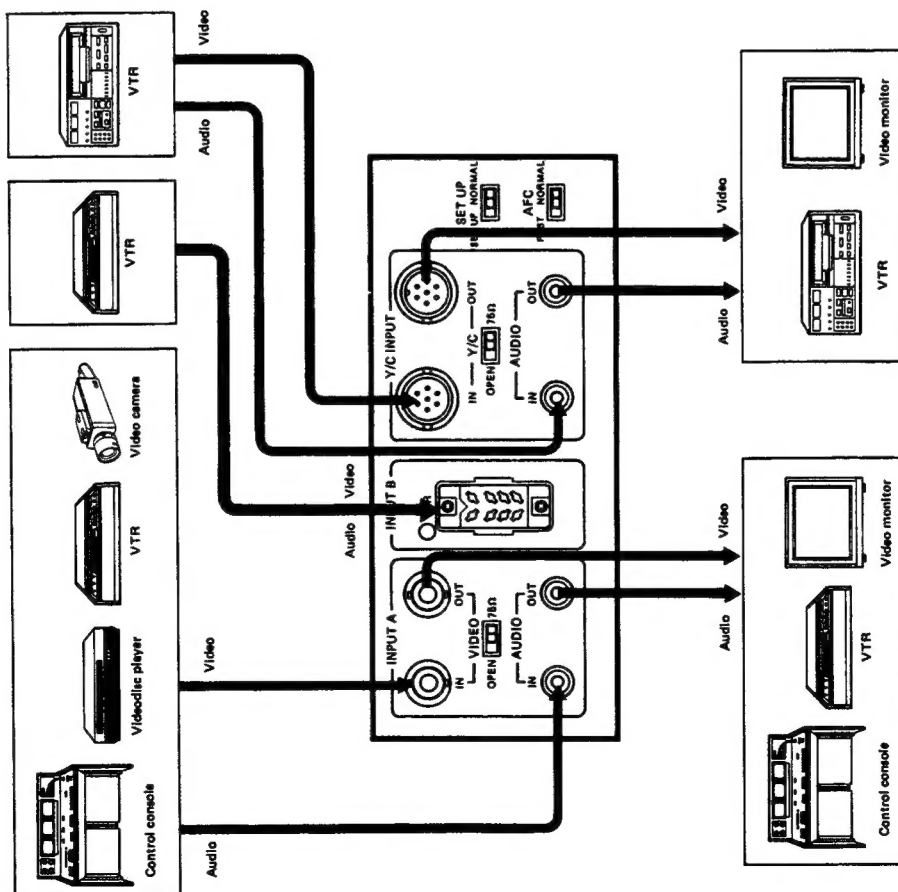 Control console
Videodisc player
VTR
Video camera
VTR
VTR
Audio
Video
Audio
Video
Audio
Video
INPUT A
IN
VIDEO
OUT
OPEN
75Ω
IN
AUDIO
OUT
INPUT B
Y/C INPUT
IN
Y/C
OUT
OPEN
75Ω
IN
AUDIO
OUT
SET UP
UP NORMAL
AFC
NORMAL
Audio
Video
Audio
Video
Control console
VTR
Video monitor
VTR
Video monitor